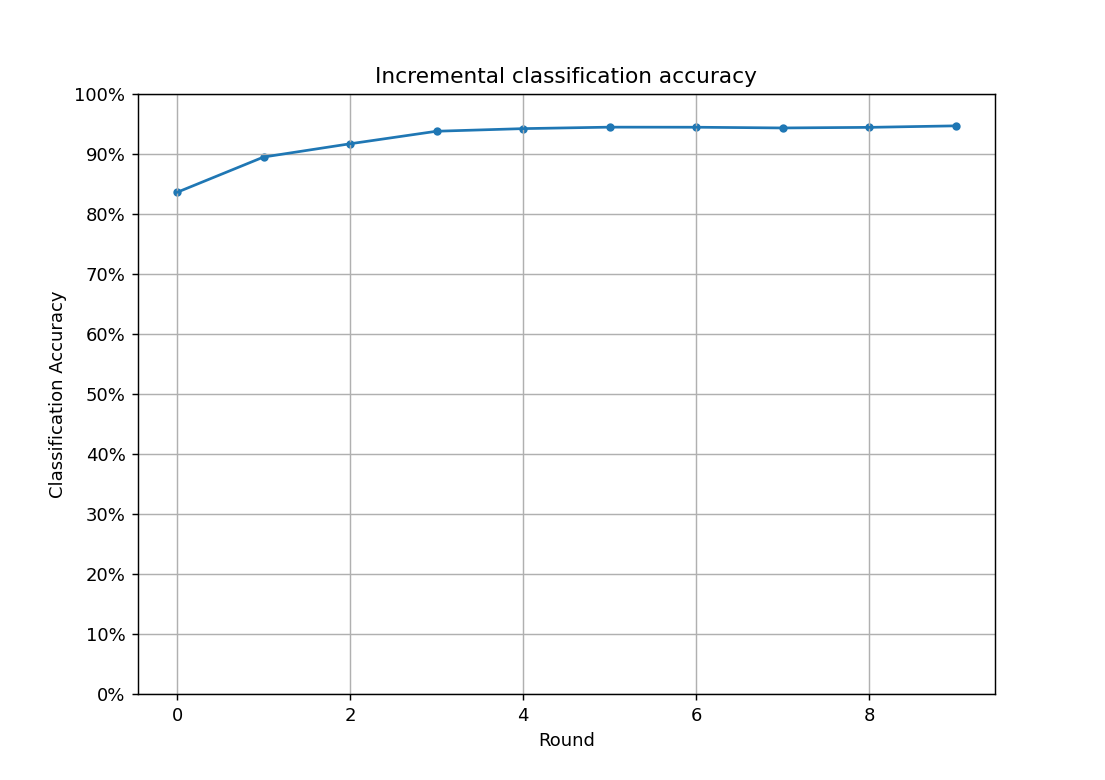 Incremental classification accuracy
100%
90%
80%
70%
60%
50%
40%
30%
20%
10%
0%
Classification Accuracy
0 2 4 6 8
Round